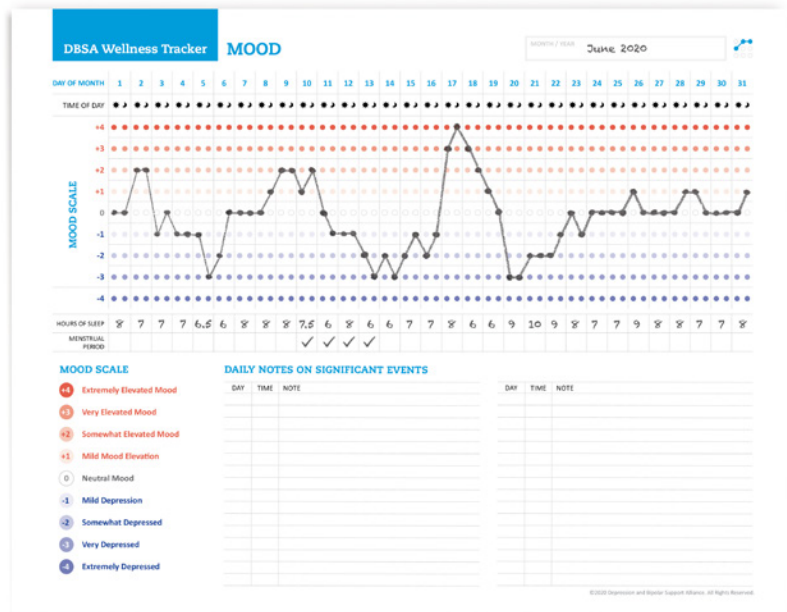 DBSA Wellness Tracker MOOD
MONTH / YEAR June 2020
DAY OF MONTH 1 2 3 4 5 6 7 8 9 10 11 12 13 14 15 16 17 18 19 20 21 22 23 24 25 26 27 28 29 30 31
TIME OF DAY
MOOD SCALE
+4
+3
+2
+1
0
-1
-2
-3
-4
HOURS OF SLEEP 8 7 7 7 6.5 6 8 8 8 7.5 6 8 6 6 7 7 8 6 6 9 10 9 8 7 7 9 8 8 7 7 8
MENSTRUAL
PERIOD ✓ ✓ ✓ ✓
MOOD SCALE
+4 Extremely Elevated Mood
+3 Very Elevated Mood
+2 Somewhat Elevated Mood
+1 Mild Mood Elevation
0 Neutral Mood
-1 Mild Depression
-2 Somewhat Depressed
-3 Very Depressed
-4 Extremely Depressed
DAILY NOTES ON SIGNIFICANT EVENTS
DAY TIME NOTE
DAY TIME NOTE
©2020 Depression and Bipolar Support Alliance. All Rights Reserved.